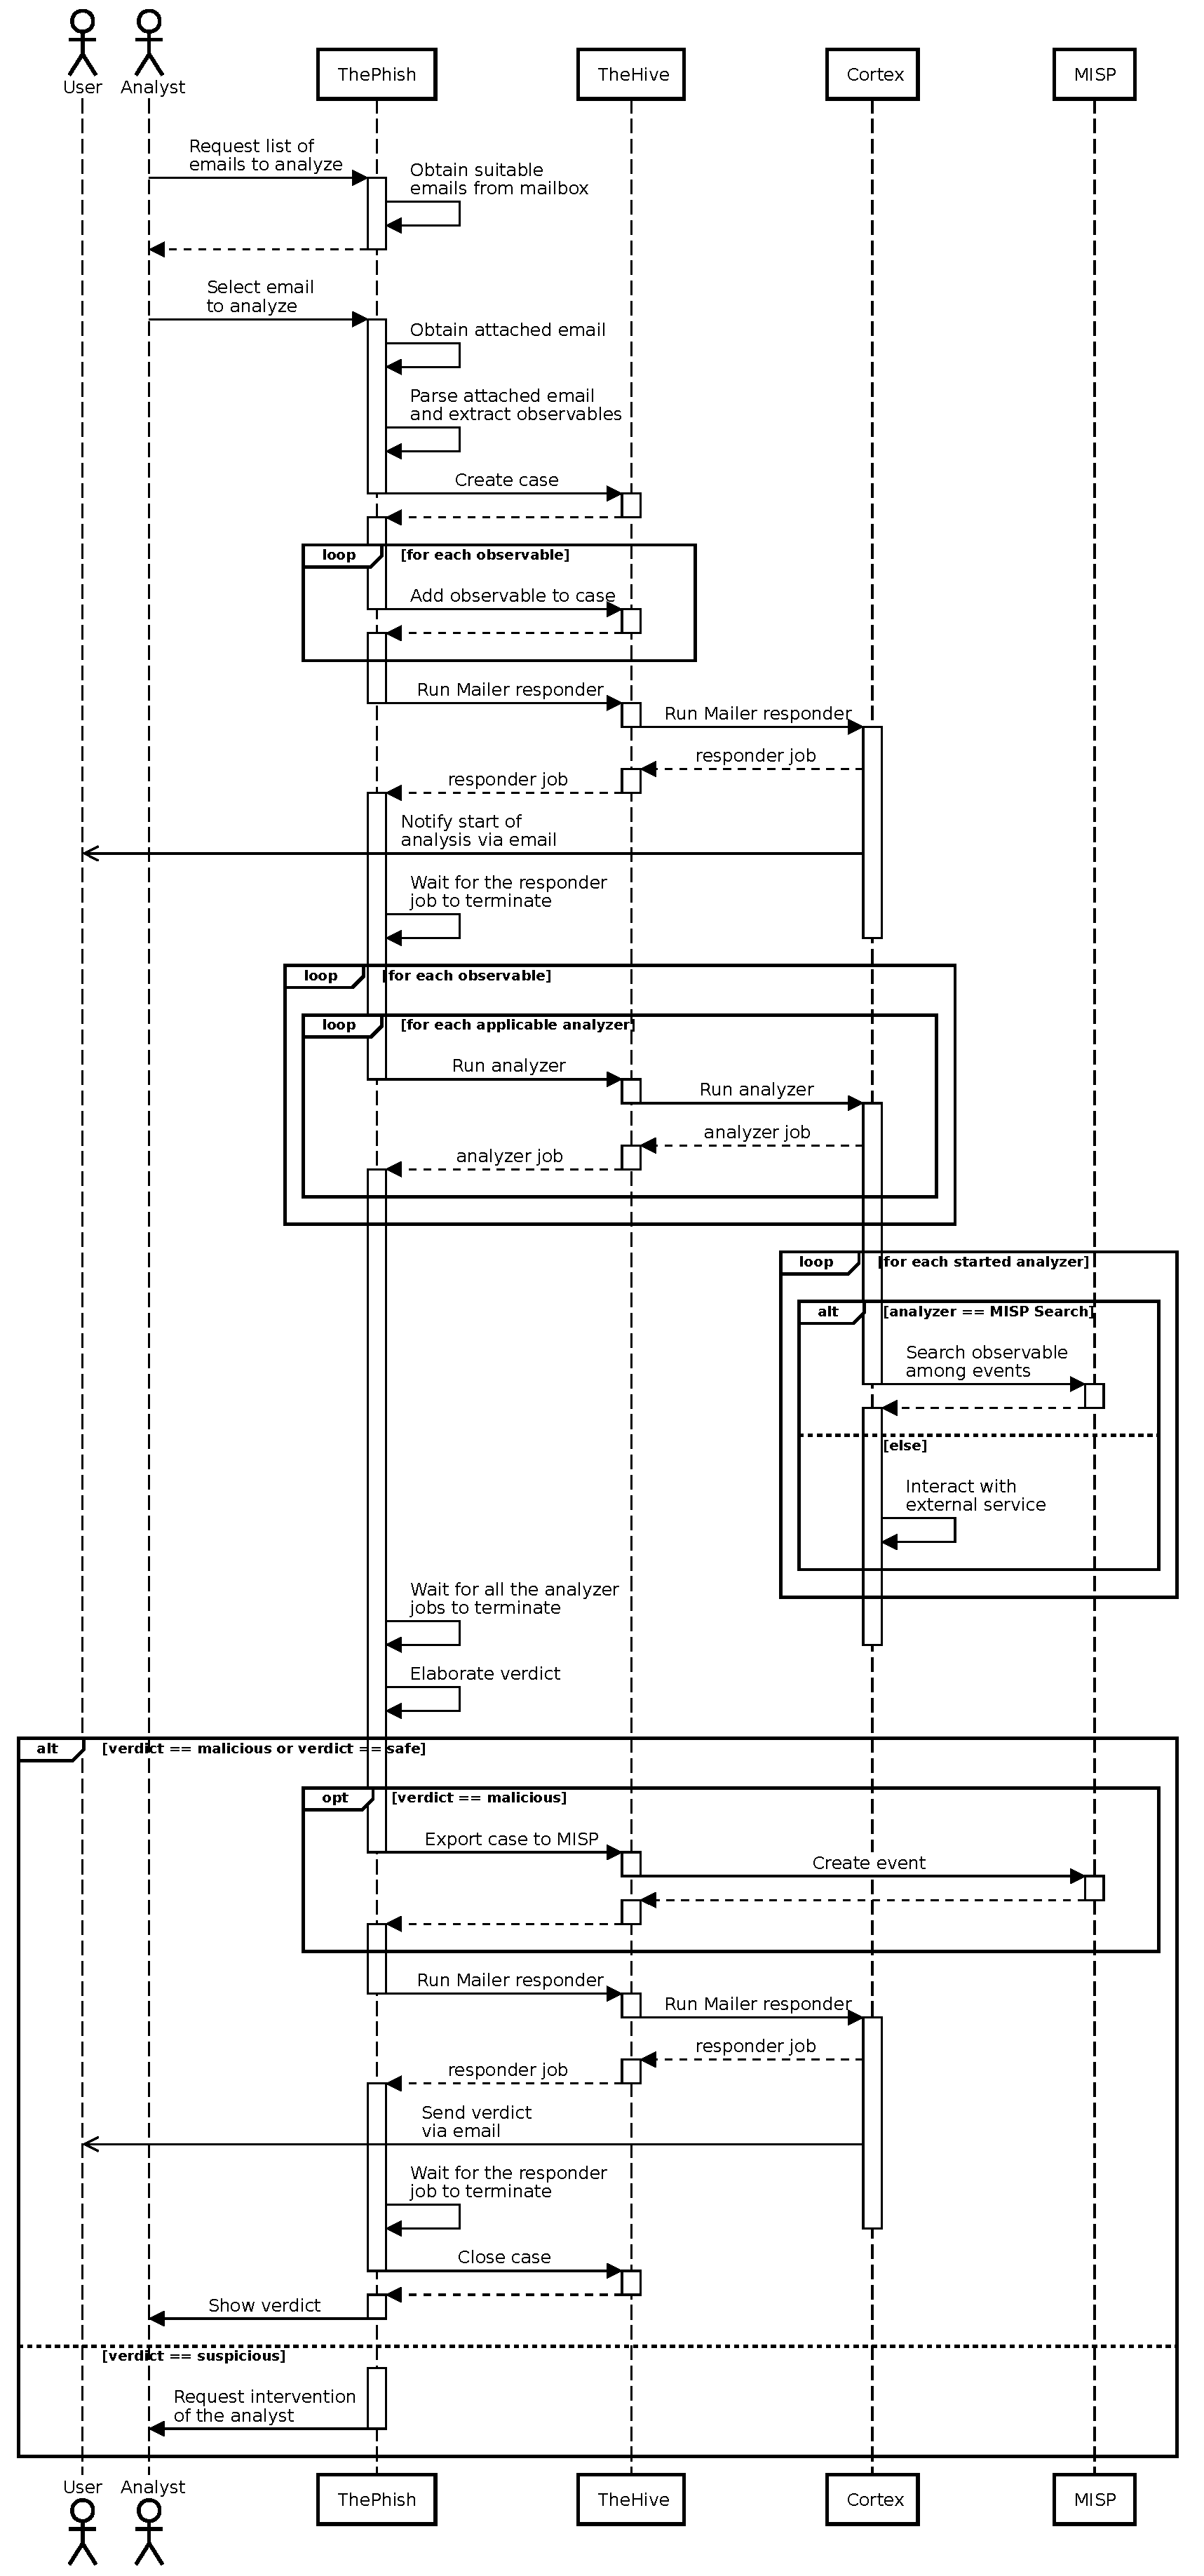 User
Analyst
ThePhish
TheHive
Cortex
MISP
Request list of
emails to analyze
Obtain suitable
emails from mailbox
Select email
to analyze
Obtain attached email
Parse attached email
and extract observables
Create case
loop
[for each observable]
Add observable to case
Run Mailer responder
Run Mailer responder
responder job
responder job
Notify start of
analysis via email
Wait for the responder
job to terminate
loop
[for each observable]
loop
[for each applicable analyzer]
Run analyzer
Run analyzer
analyzer job
analyzer job
loop
[for each started analyzer]
alt
[analyzer == MISP Search]
Search observable
among events
[else]
Interact with
external service
Wait for all the analyzer
jobs to terminate
Elaborate verdict
alt
[verdict == malicious or verdict == safe]
opt
[verdict == malicious]
Export case to MISP
Create event
Run Mailer responder
Run Mailer responder
responder job
responder job
Send verdict
via email
Wait for the responder
job to terminate
Close case
Show verdict
[verdict == suspicious]
Request intervention
of the analyst
User
Analyst
ThePhish
TheHive
Cortex
MISP